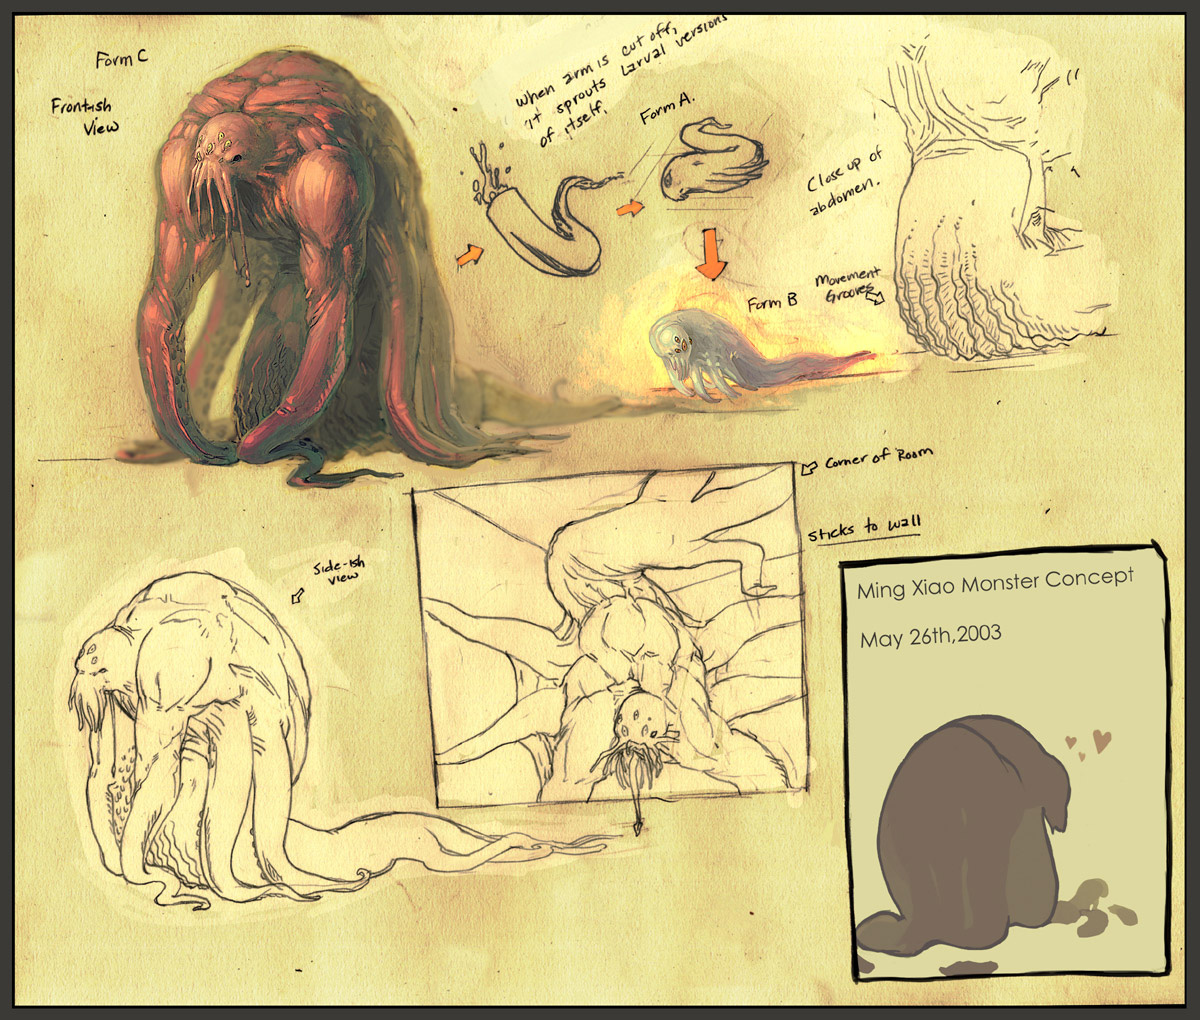 Form C
Frontish
View
When arm is cut off,
it sprouts larval versions
of itself.
Form A.
Close up of
abdomen.
Movement
Grooves
Form B
Corner of Room
Sticks to wall
Side-ish
view
Ming Xiao Monster Concept
May 26th,2003